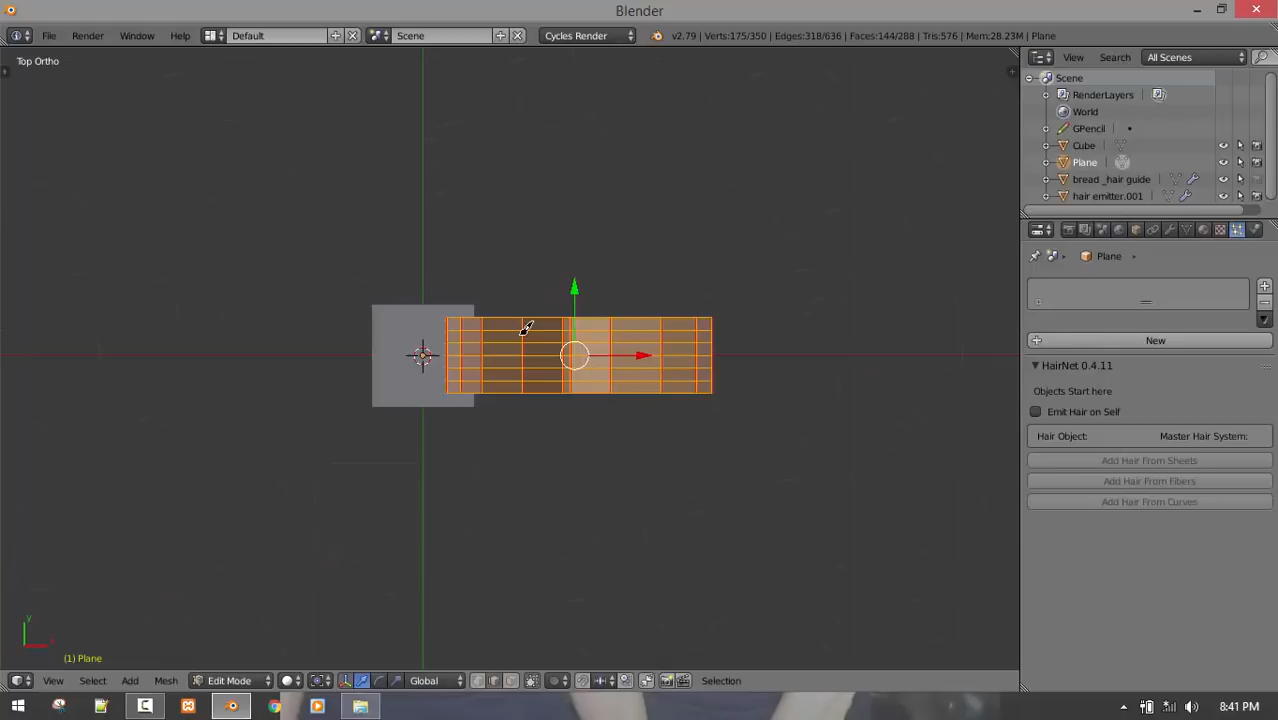 Blender
File Render Window Help Default Scene Cycles Render v2.79 | Verts:175/350 | Edges:318/636 | Faces:144/288 | Tris:576 | Mem:28.23M | Plane
Top Ortho
View Search All Scenes
Scene
RenderLayers
World
GPencil
Cube
Plane
bread _hair guide
hair emitter.001
Plane
New
HairNet 0.4.11
Objects Start here
Emit Hair on Self
Hair Object: Master Hair System:
Add Hair From Sheets
Add Hair From Fibers
Add Hair From Curves
y
x
(1) Plane
View Select Add Mesh Edit Mode Global Selection
8:41 PM